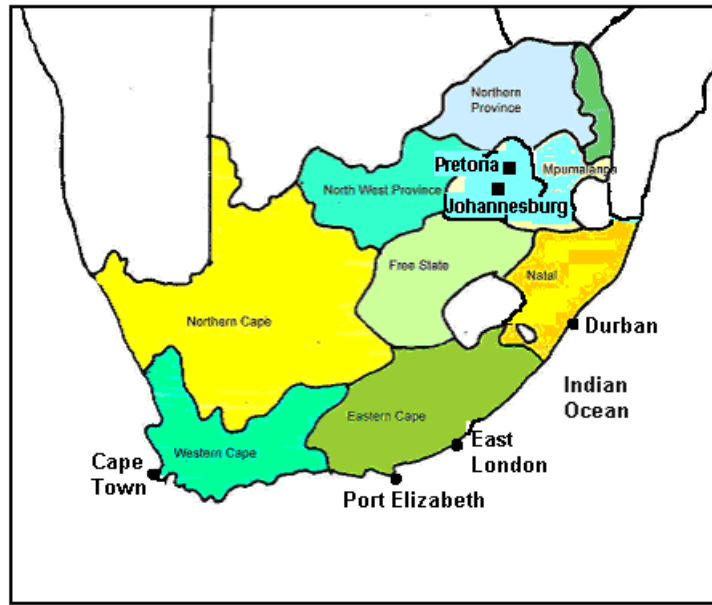 Northern
Province
Pretoria
Mpumalanga
North West Province
Johannesburg
Free State
Natal
Northern Cape
Durban
Indian
Ocean
Eastern Cape
East
London
Western Cape
Cape
Town
Port Elizabeth